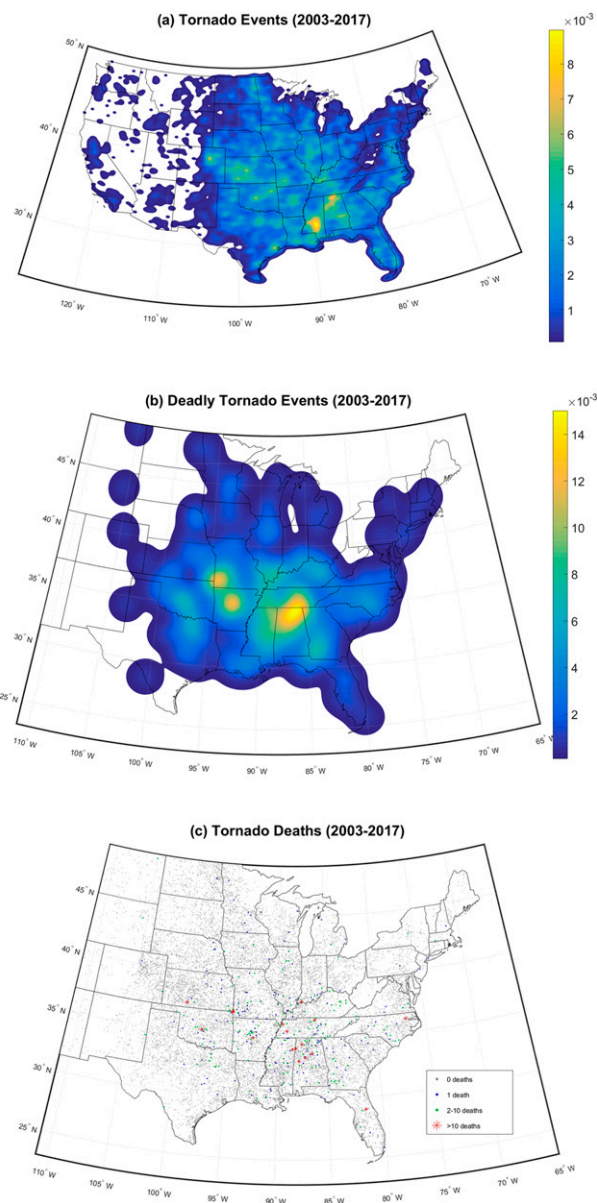 (a) Tornado Events (2003-2017)
×10⁻³
50° N
40° N
30° N
120° W
110° W
100° W
90° W
80° W
70° W
8
7
6
5
4
3
2
1
(b) Deadly Tornado Events (2003-2017)
×10⁻³
45° N
40° N
35° N
30° N
25° N
110° W
105° W
100° W
95° W
90° W
85° W
80° W
75° W
70° W
65° W
14
12
10
8
6
4
2
(c) Tornado Deaths (2003-2017)
45° N
40° N
35° N
30° N
25° N
0 deaths
1 death
2-10 deaths
>10 deaths
110° W
105° W
100° W
95° W
90° W
85° W
80° W
75° W
70° W
65° W